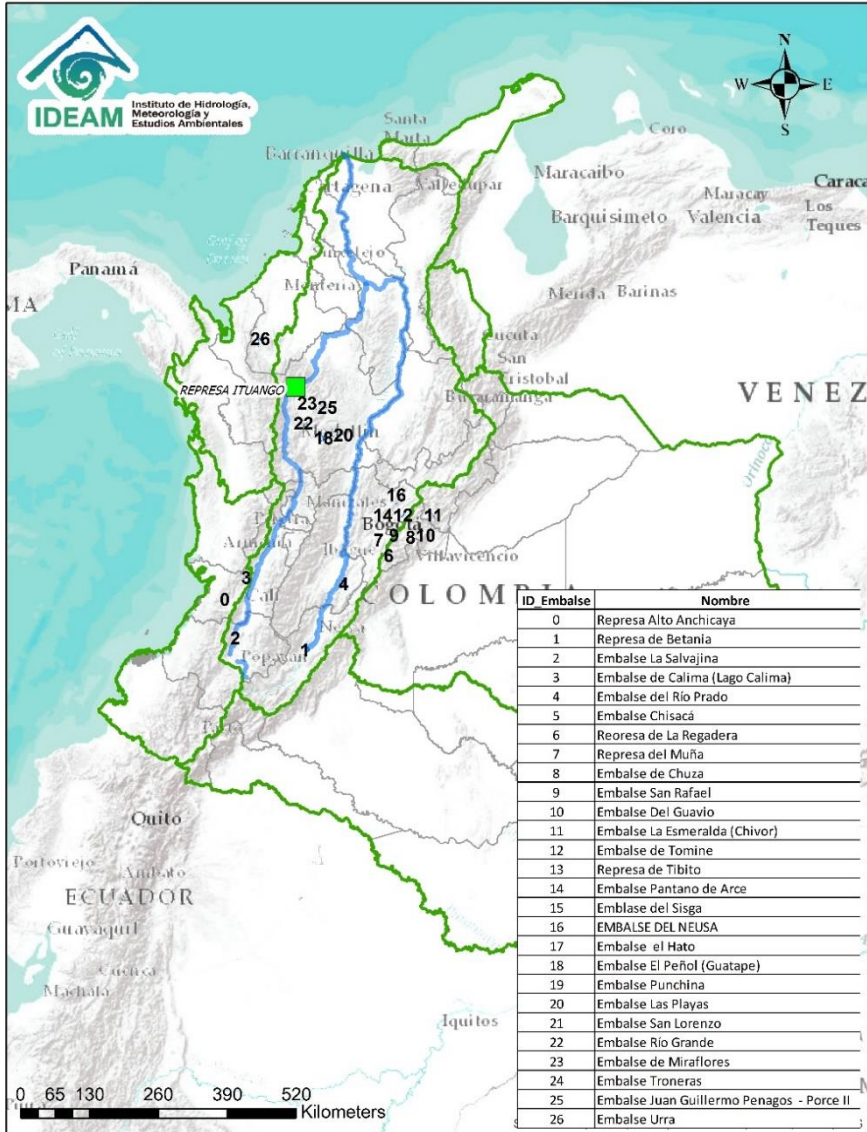 IDEAM
Instituto de Hidrología,
Meteorología y
Estudios Ambientales
N
W
E
S
Santa
Marta
Barranquilla
Cartagena
Valledupar
Coro
Maracaibo
Maracay
Caraca
Barquisimeto
Valencia
Los
Teques
Sincelejo
Panamá
Montería
Merida
Barinas
MA
26
Cucuta
San
Cristobal
REPRESA ITUANGO
Bucaramanga
VENEZ
23
25
22
Medellin
18
20
Orinoco
16
Manizales
14
12
11
Pereira
Bogotá
9
8
10
7
Armenia
Ibague
6
Villavicencio
3
4
COLOMBIA
0
Cali
Neiva
2
1
Popayan
Pasto
Quito
Portoviejo
Ambato
ECUADOR
Guayaquil
Cuenca
Machala
Iquitos
Piura
ID_Embalse Nombre
0 Represa Alto Anchicaya
1 Represa de Betania
2 Embalse La Salvajina
3 Embalse de Calima (Lago Calima)
4 Embalse del Río Prado
5 Embalse Chisacá
6 Reoresa de La Regadera
7 Represa del Muña
8 Embalse de Chuza
9 Embalse San Rafael
10 Embalse Del Guavio
11 Embalse La Esmeralda (Chivor)
12 Embalse de Tomine
13 Represa de Tibito
14 Embalse Pantano de Arce
15 Emblase del Sisga
16 EMBALSE DEL NEUSA
17 Embalse el Hato
18 Embalse El Peñol (Guatape)
19 Embalse Punchina
20 Embalse Las Playas
21 Embalse San Lorenzo
22 Embalse Río Grande
23 Embalse de Miraflores
24 Embalse Troneras
25 Embalse Juan Guillermo Penagos - Porce II
26 Embalse Urra
0 65 130 260 390 520
Kilometers